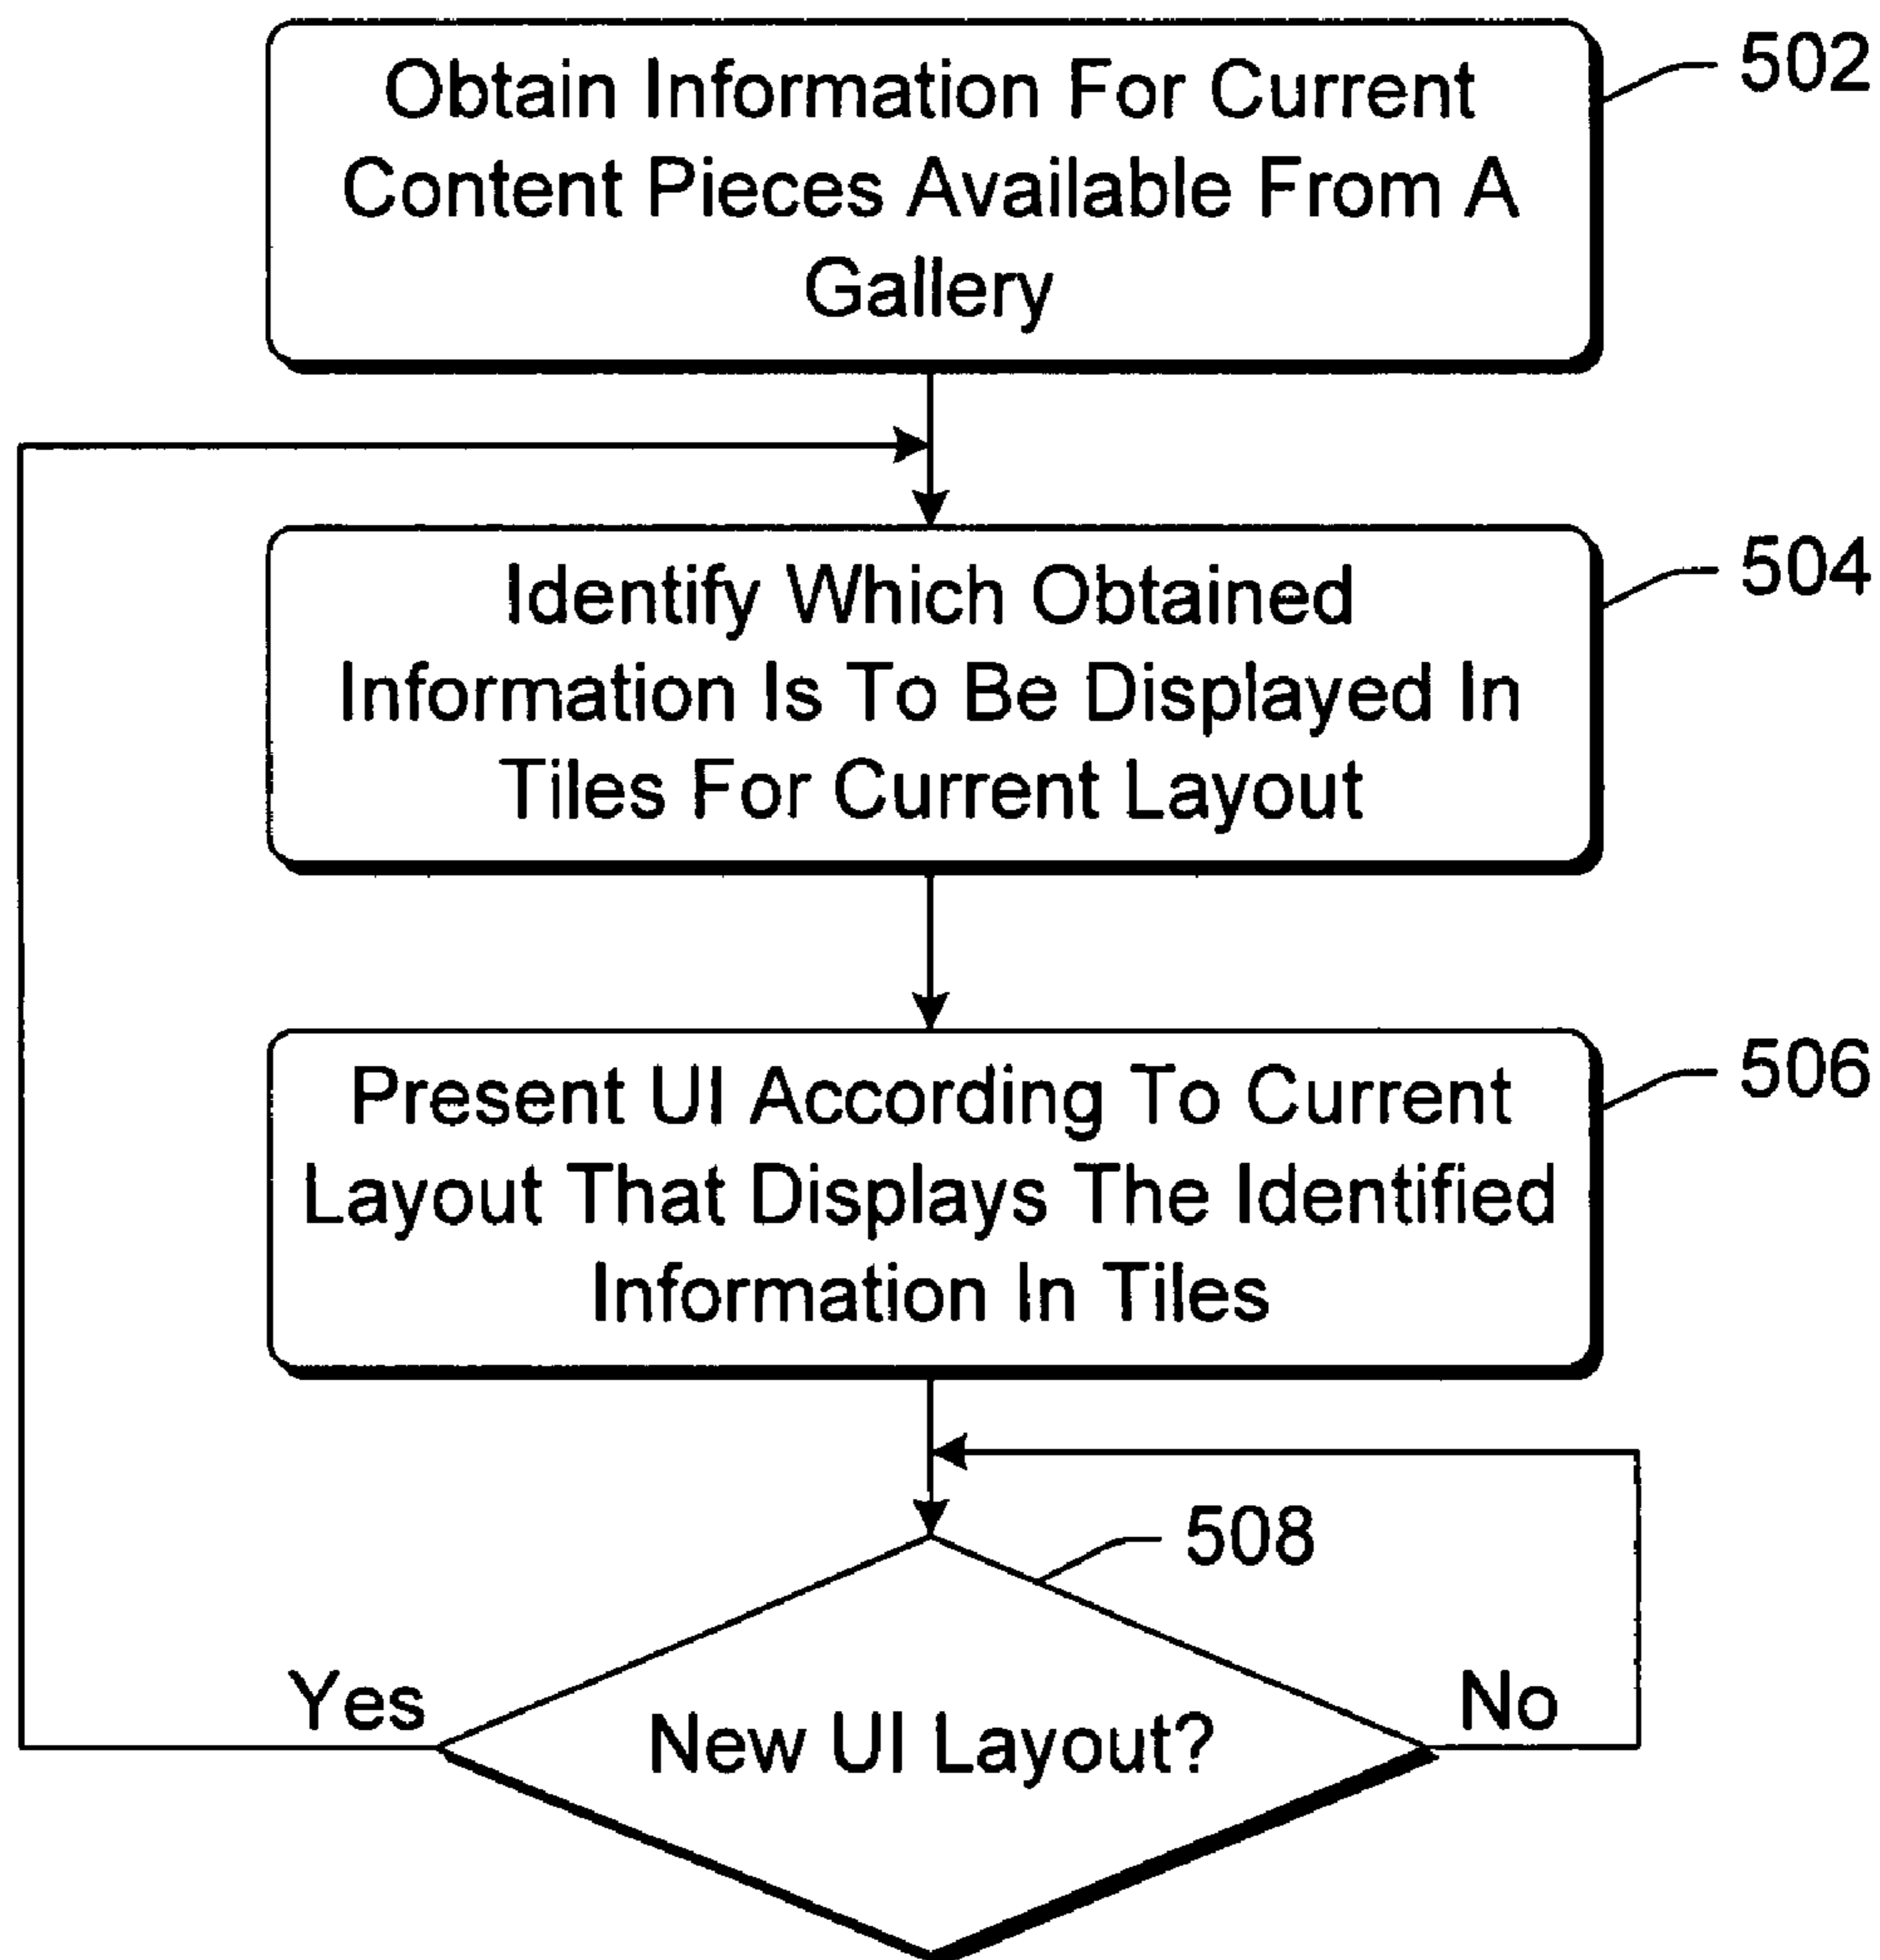 Obtain Information For Current
Content Pieces Available From A
Gallery
502
Identify Which Obtained
Information Is To Be Displayed In
Tiles For Current Layout
504
Present UI According To Current
Layout That Displays The Identified
Information In Tiles
506
508
Yes
New UI Layout?
No